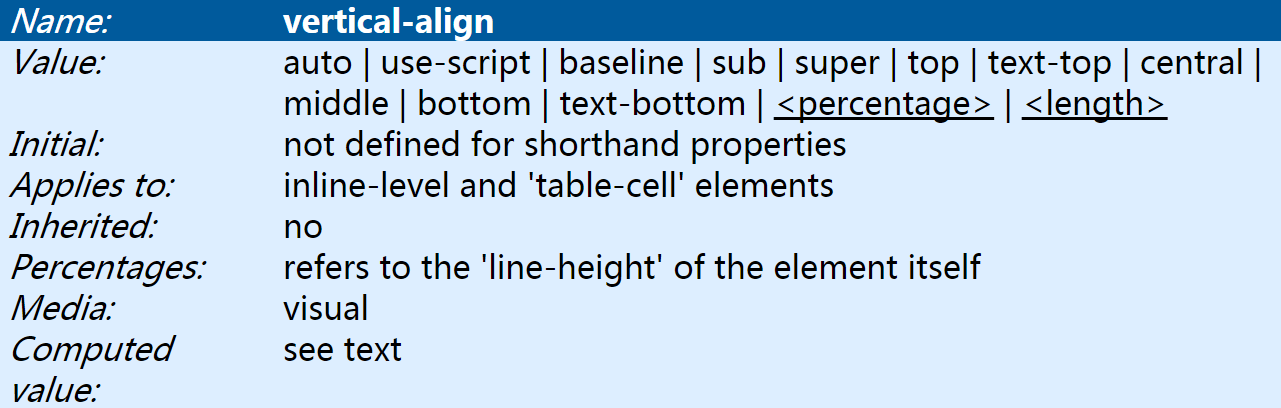 Name: vertical-align
Value: auto | use-script | baseline | sub | super | top | text-top | central |
middle | bottom | text-bottom | <percentage> | <length>
Initial: not defined for shorthand properties
Applies to: inline-level and 'table-cell' elements
Inherited: no
Percentages: refers to the 'line-height' of the element itself
Media: visual
Computed see text
value: